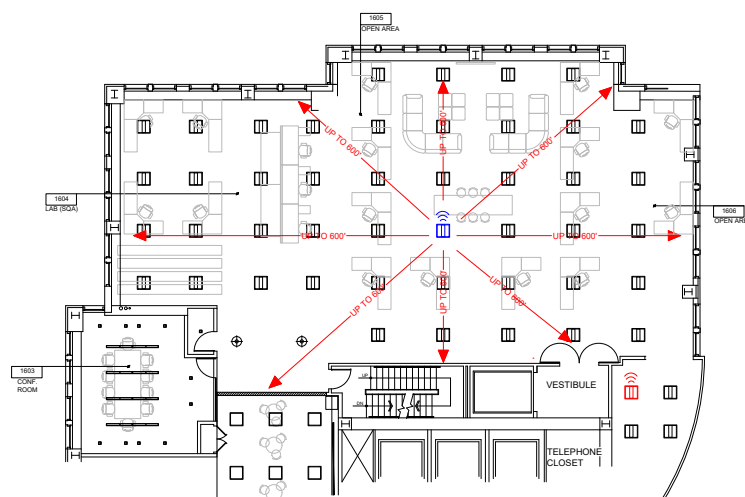 1605
OPEN AREA
UP TO 600'
UP TO 600'
UP TO 600'
1604
LAB (SQA)
1606
OPEN ARE
UP TO 600'
UP TO 600'
UP TO 600'
UP TO 600'
UP TO 600'
1603
CONF.
ROOM
UP
DN
VESTIBULE
TELEPHONE
CLOSET